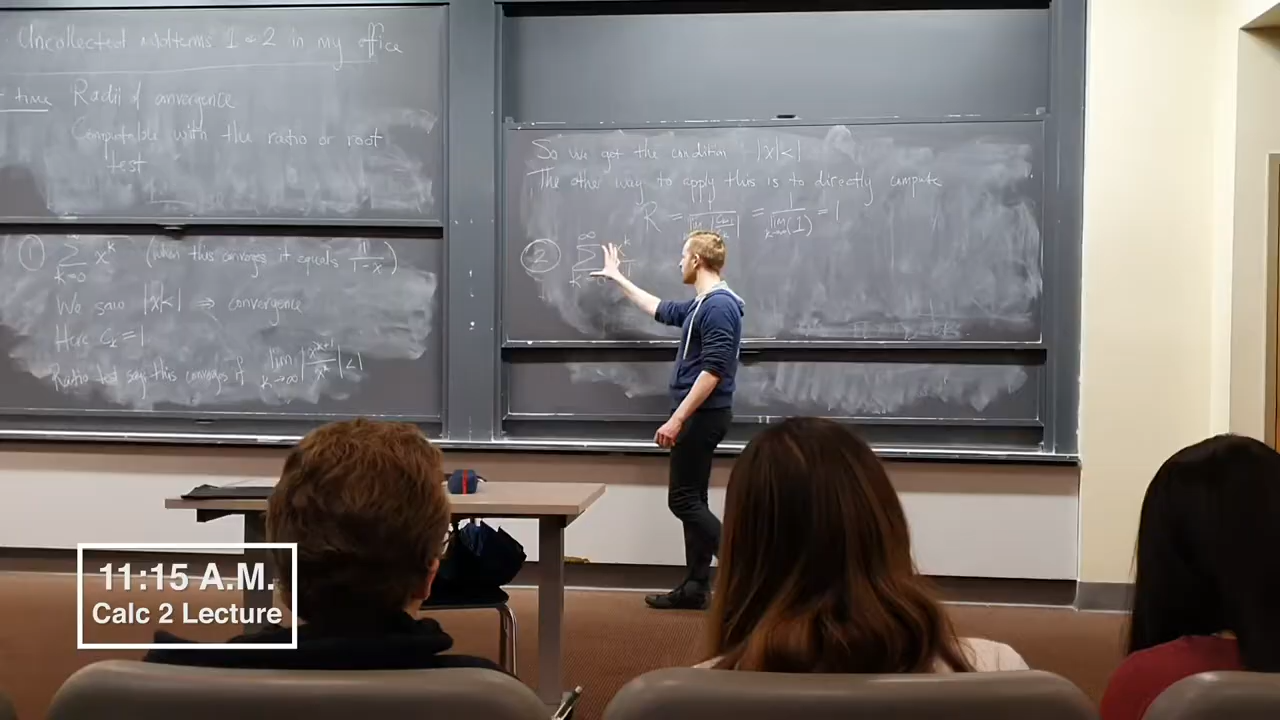 Uncollected midterms 1 & 2 in my office
time Radii of convergence
Computable with the ratio or root
test
① ∑_{k=0}^{∞} x^k (when this converges it equals 1/(1-x))
We saw |x|<1 ⇒ convergence
Here c_k = 1
Ratio test says this converges if lim_{k→∞} |x^{k+1}/x^k| < 1
So we got the condition |x|<1
The other way to apply this is to directly compute
R = = 1/(lim_{k→∞}(1)) = 1
② ∑^{∞}
11:15 A.M.
Calc 2 Lecture